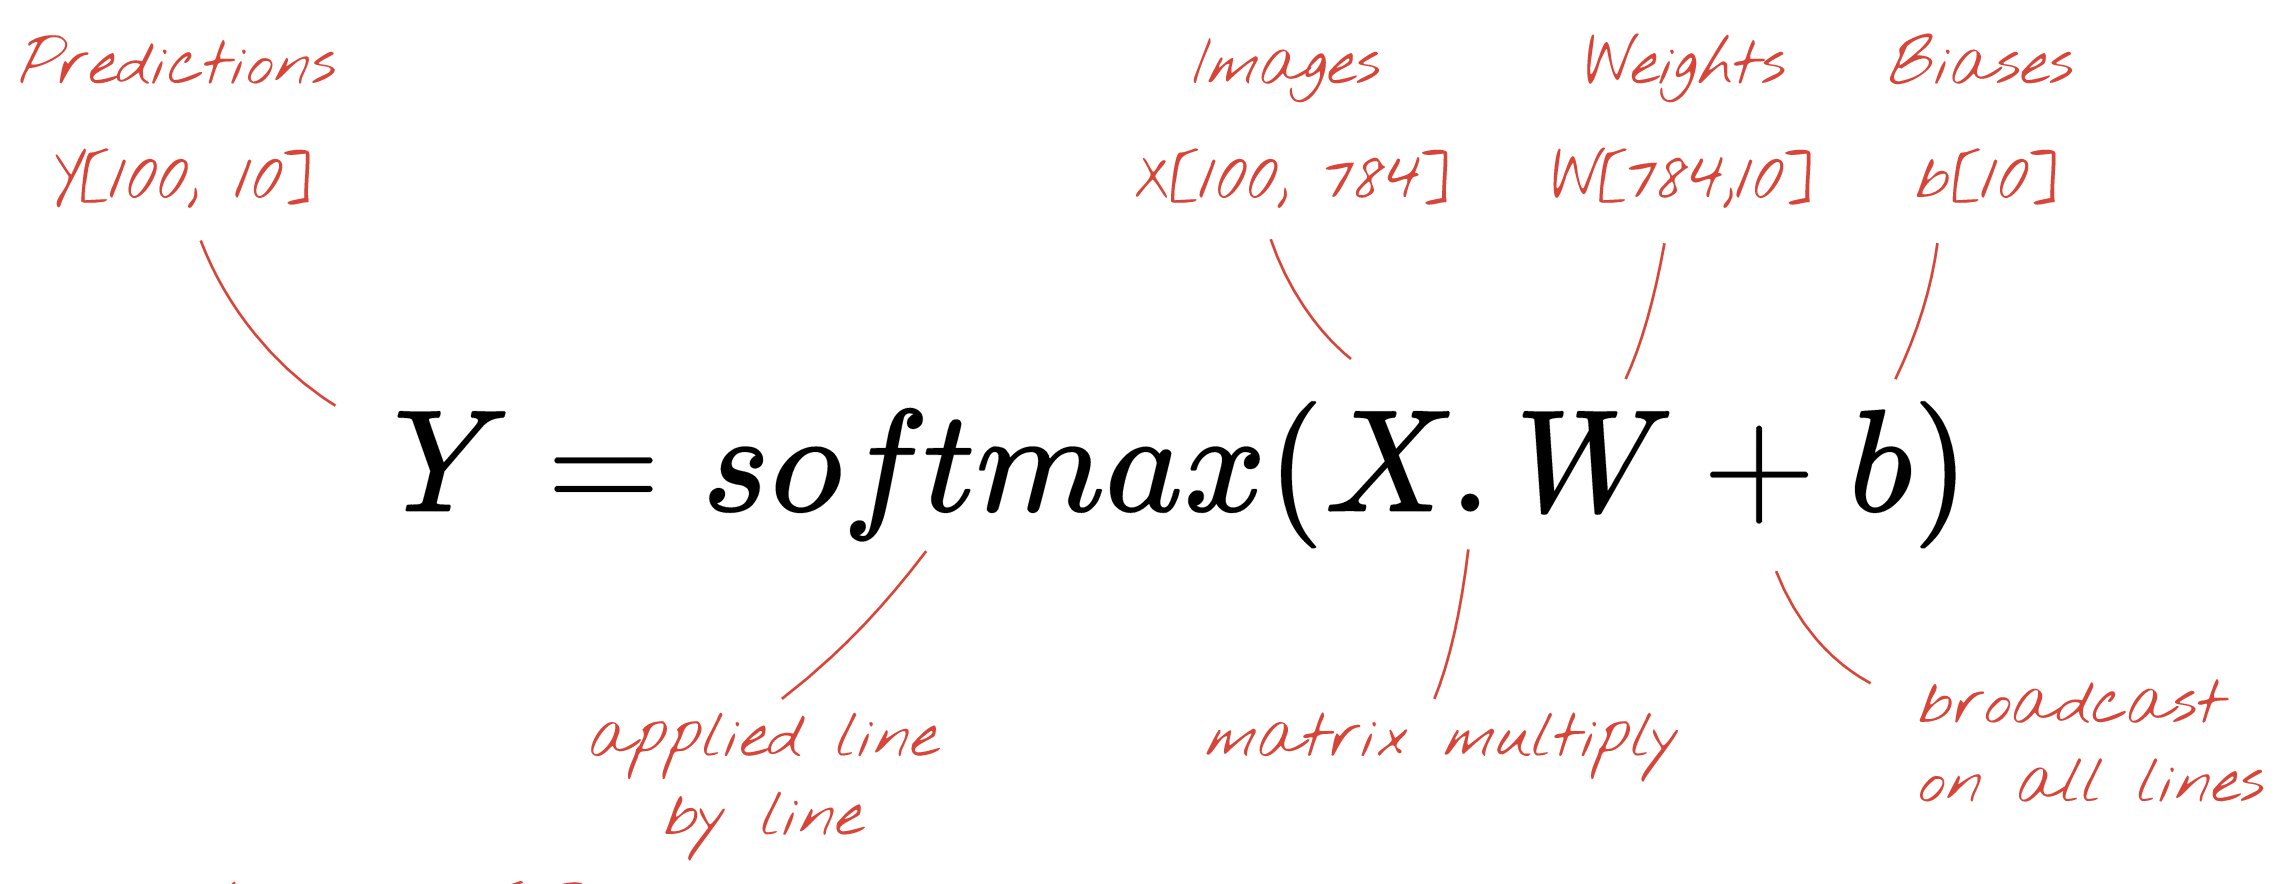 Predictions Images Weights Biases
Y[100, 10] X[100, 784] W[784,10] b[10]
Y = softmax(X.W + b)
applied line
by line
matrix multiply
broadcast
on all lines